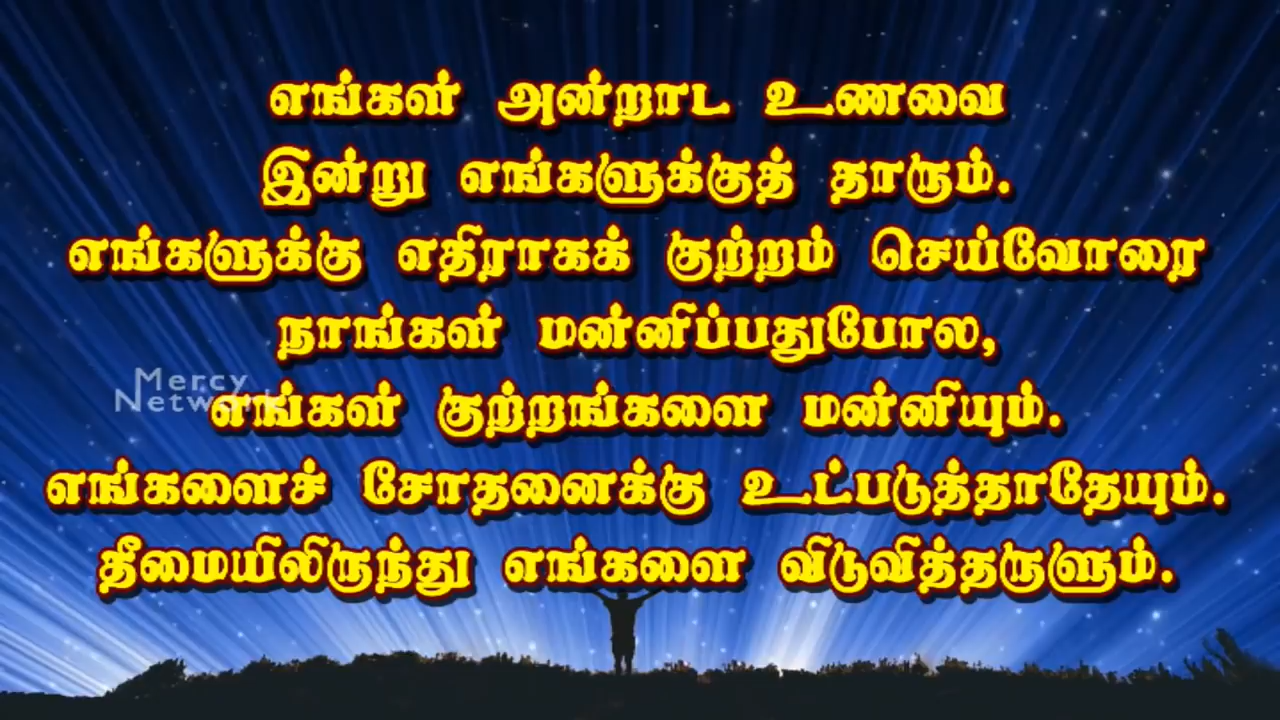 எங்கள் அன்றாட உணவை
இன்று எங்களுக்குத் தாரும்.
எங்களுக்கு எதிராகக் குற்றம் செய்வோரை
நாங்கள் மன்னிப்பதுபோல,
Mercy
Network
எங்கள் குற்றங்களை மன்னியும்.
எங்களைச் சோதனைக்கு உட்படுத்தாதேயும்.
தீமையிலிருந்து எங்களை விடுவித்தருளும்.